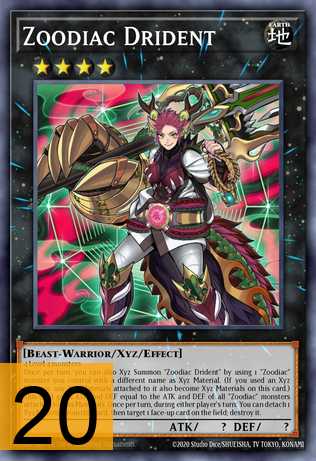 Zoodiac Drident
EARTH
地
[Beast-Warrior/Xyz/Effect]
4 Level 4 monsters
Once per turn, you can also Xyz Summon "Zoodiac Drident" by using 1 "Zoodiac"
monster you control with a different name as Xyz Material. (If you used an Xyz
materials attached to it also become Xyz Materials on this card.)
and DEF equal to the ATK and DEF of all "Zoodiac" monsters
Once per turn, during either player's turn: You can detach 1
then target 1 face-up card on the field; destroy it.
ATK/ ? DEF/ ?
©2020 Studio Dice/SHUEISHA, TV TOKYO, KONAMI
20